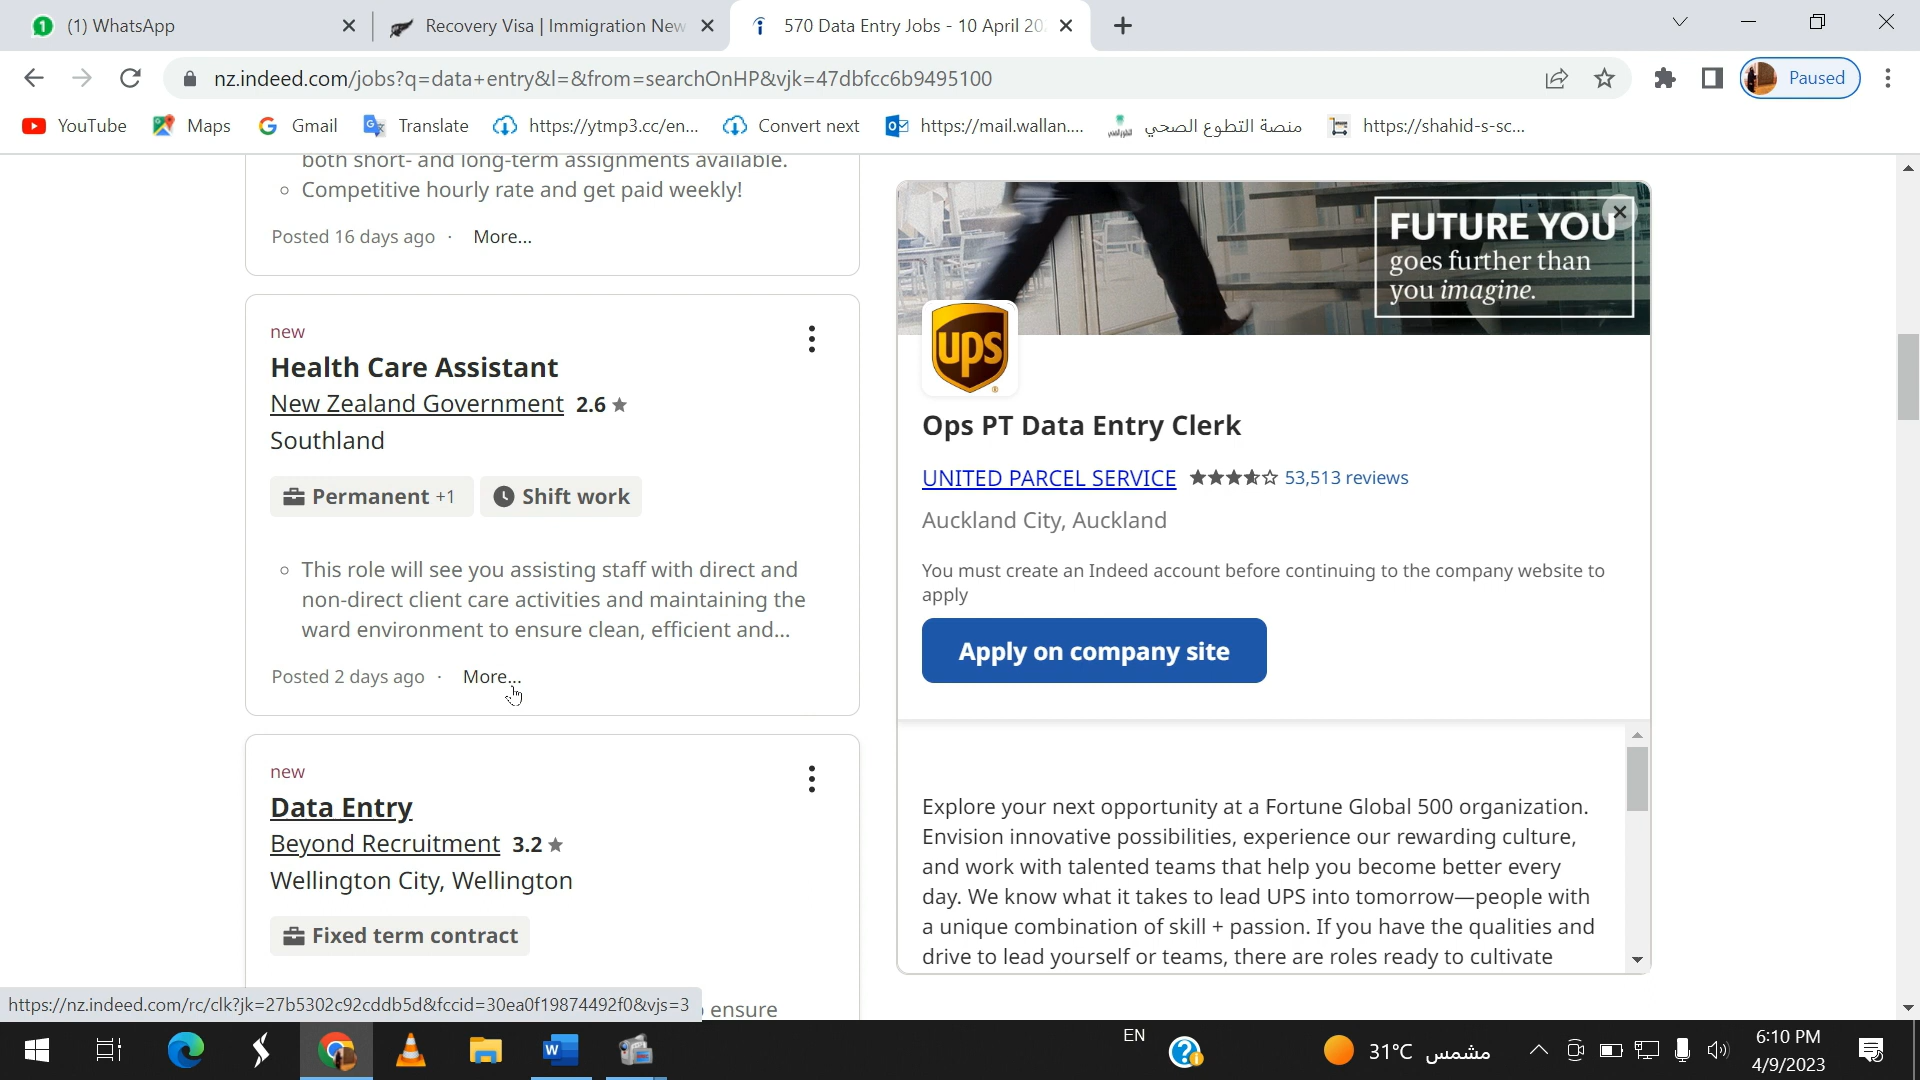 (1) WhatsApp
Recovery Visa | Immigration New
570 Data Entry Jobs - 10 April 20
nz.indeed.com/jobs?q=data+entry&l=&from=searchOnHP&vjk=47dbfcc6b9495100
Paused
YouTube
Maps
Gmail
Translate
https://ytmp3.cc/en...
Convert next
https://mail.wallan....
منصة التطوع الصحي
https://shahid-s-sc...
both short- and long-term assignments available.
Competitive hourly rate and get paid weekly!
Posted 16 days ago · More...
new
Health Care Assistant
New Zealand Government 2.6
Southland
Permanent +1
Shift work
This role will see you assisting staff with direct and
non-direct client care activities and maintaining the
ward environment to ensure clean, efficient and...
Posted 2 days ago · More...
new
Data Entry
Beyond Recruitment 3.2
Wellington City, Wellington
Fixed term contract
ensure
https://nz.indeed.com/rc/clk?jk=27b5302c92cddb5d&fccid=30ea0f19874492f0&vjs=3
FUTURE YOU
goes further than
you imagine.
ups
Ops PT Data Entry Clerk
UNITED PARCEL SERVICE 53,513 reviews
Auckland City, Auckland
You must create an Indeed account before continuing to the company website to
apply
Apply on company site
Explore your next opportunity at a Fortune Global 500 organization.
Envision innovative possibilities, experience our rewarding culture,
and work with talented teams that help you become better every
day. We know what it takes to lead UPS into tomorrow—people with
a unique combination of skill + passion. If you have the qualities and
drive to lead yourself or teams, there are roles ready to cultivate
EN
31°C مشمس
6:10 PM
4/9/2023